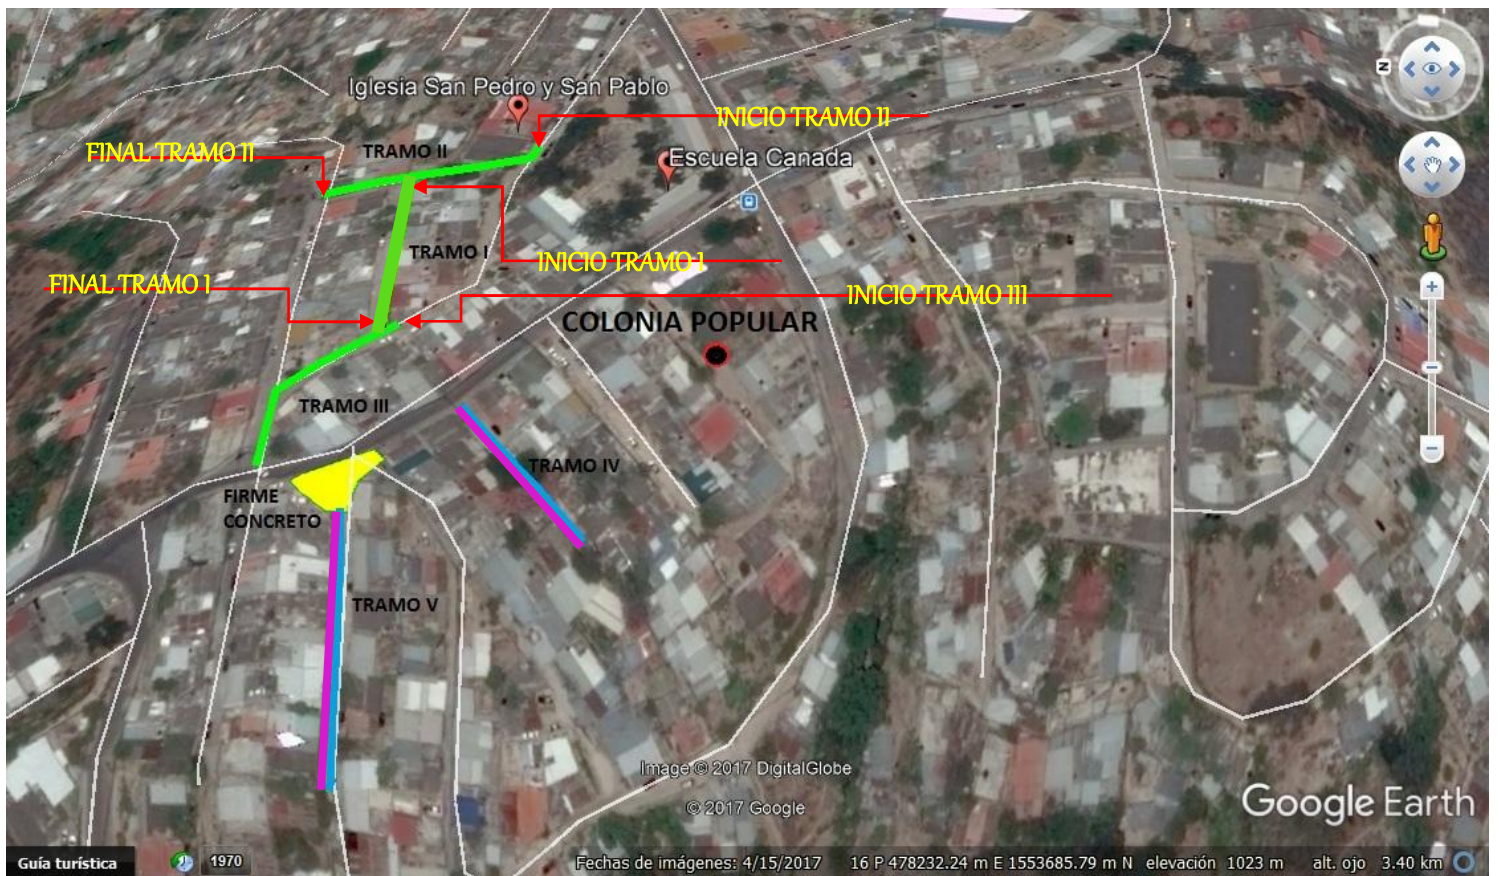 Iglesia San Pedro y San Pablo
INICIO TRAMO II
FINAL TRAMO II
TRAMO II
Escuela Canada
TRAMO I
INICIO TRAMO I
FINAL TRAMO I
INICIO TRAMO III
COLONIA POPULAR
TRAMO III
TRAMO IV
FIRME
CONCRETO
TRAMO V
Image © 2017 DigitalGlobe
© 2017 Google
Google Earth
Guía turística
1970
Fechas de imágenes: 4/15/2017 16 P 478232.24 m E 1553685.79 m N elevación 1023 m alt. ojo 3.40 km
N